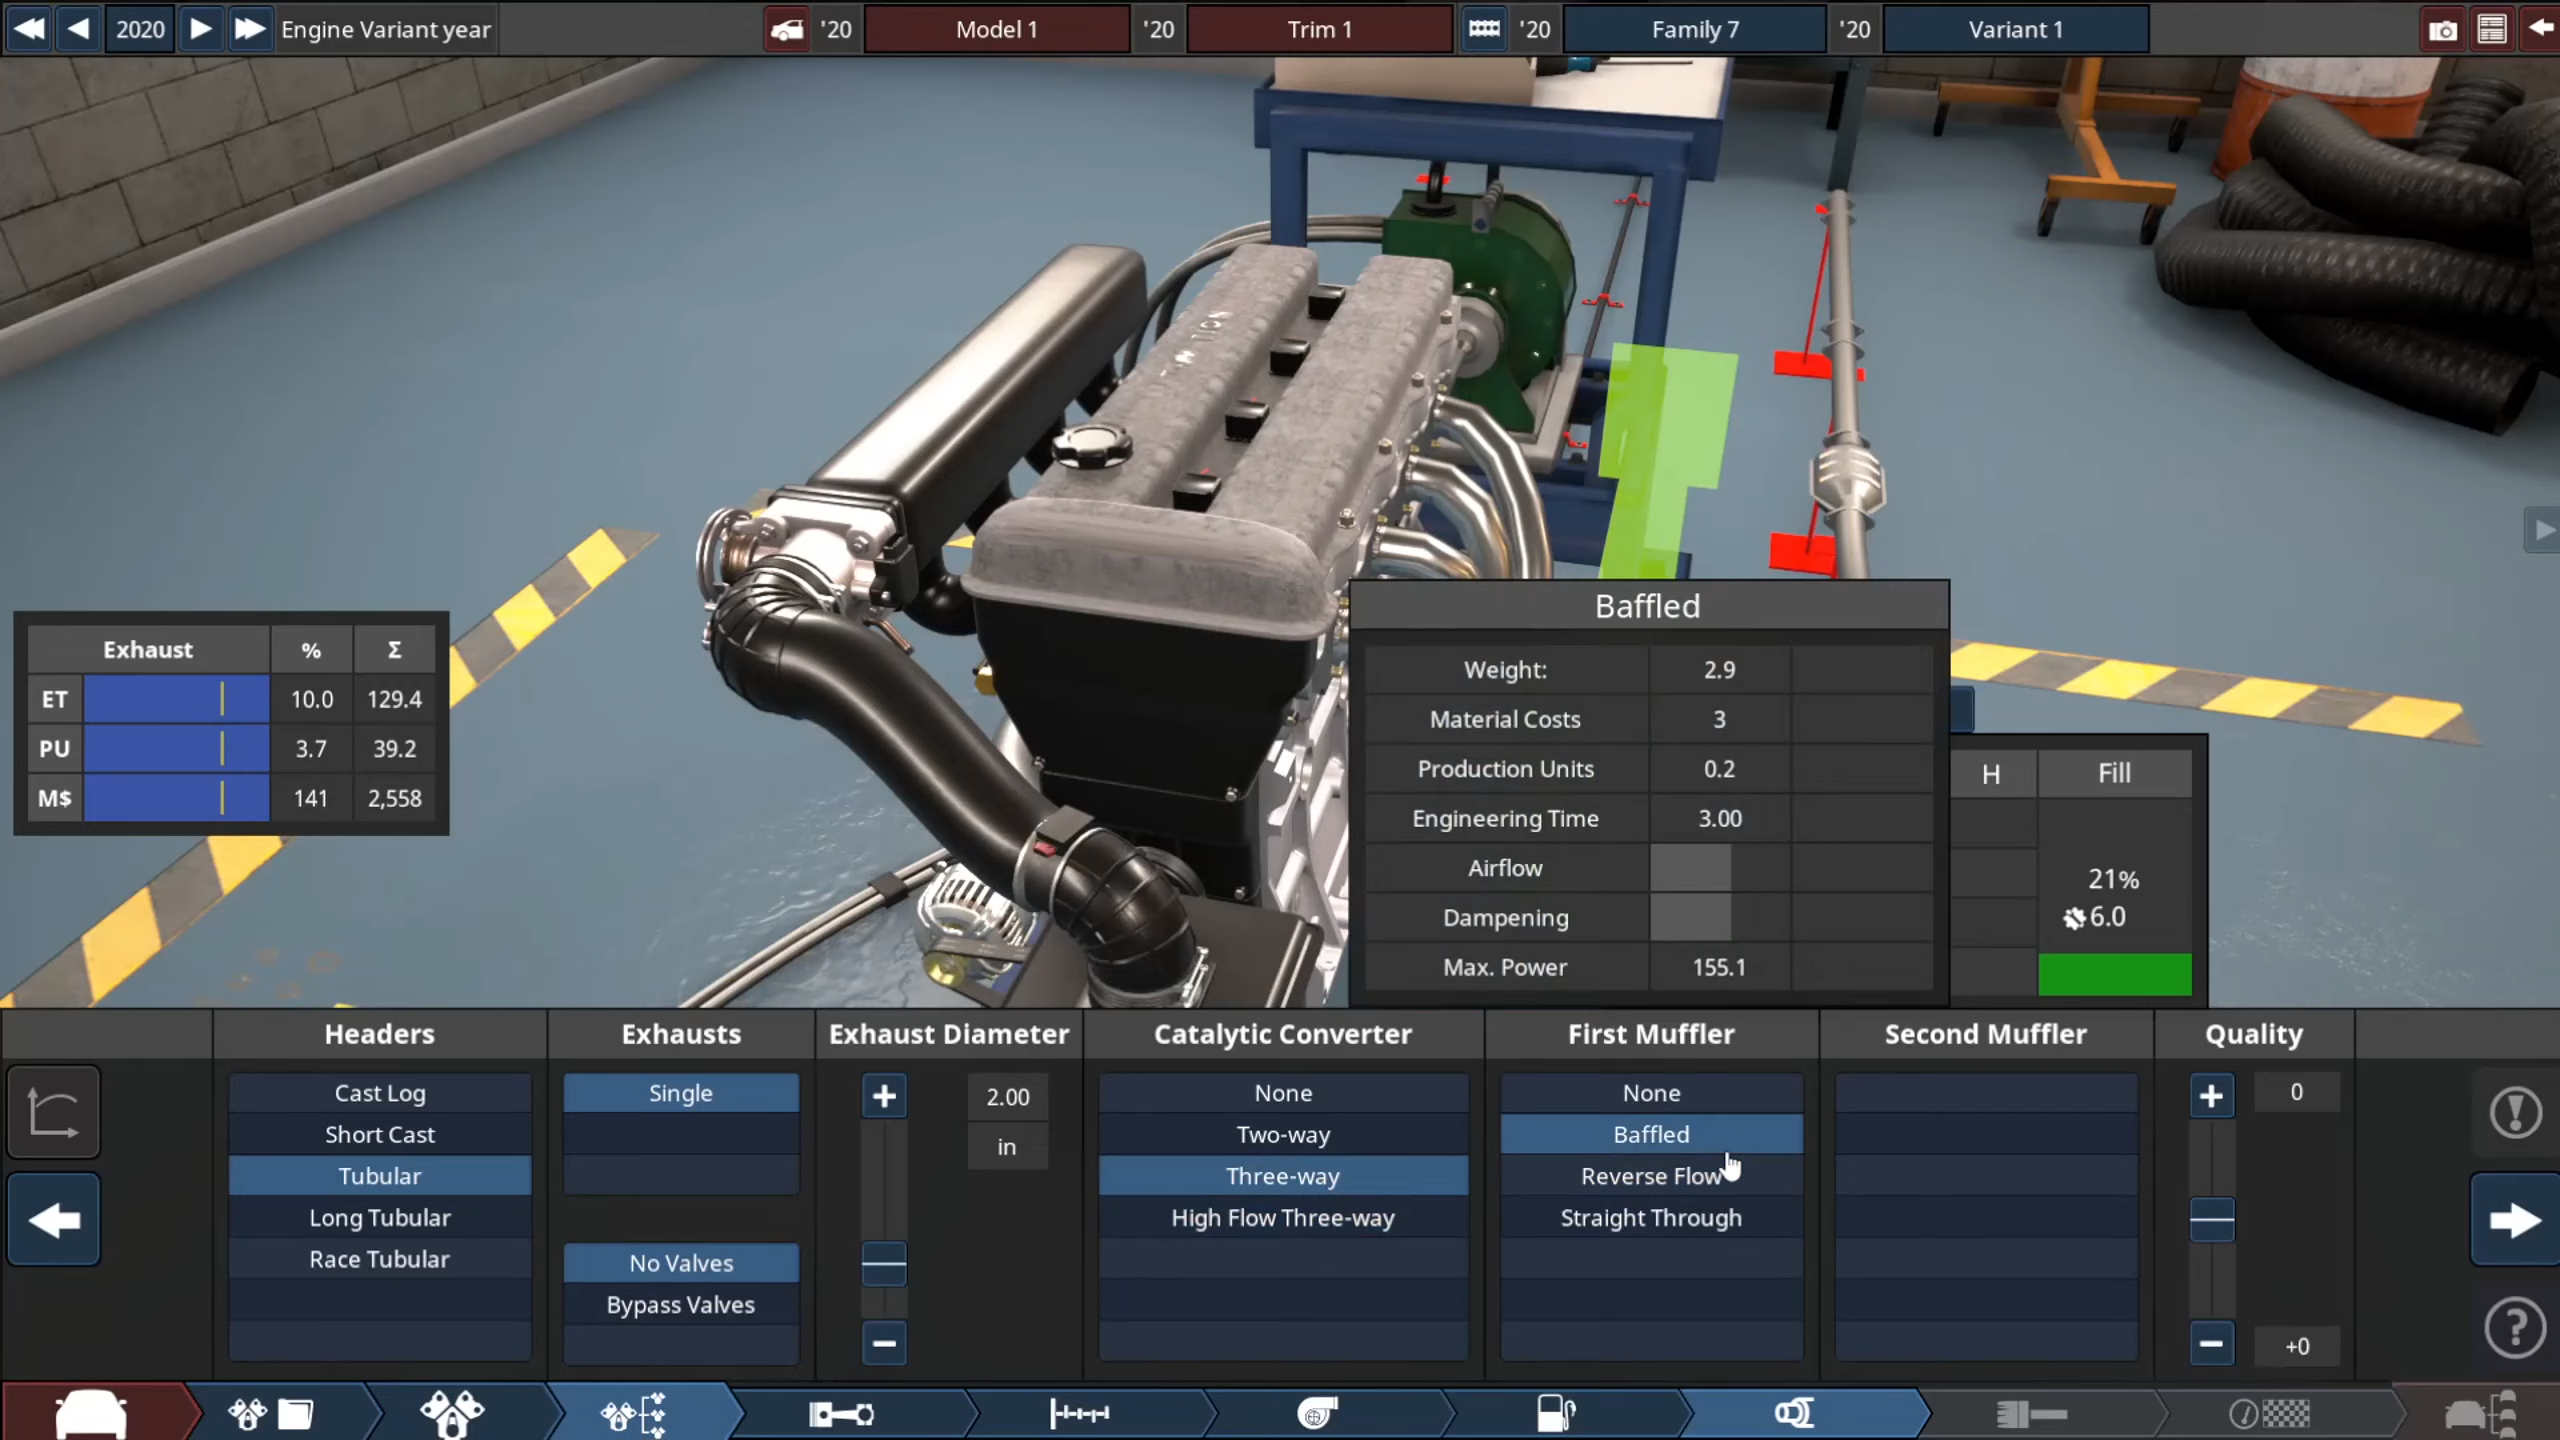 2020 Engine Variant year '20 Model 1 '20 Trim 1 '20 Family 7 '20 Variant 1
Exhaust % Σ
ET 10.0 129.4
PU 3.7 39.2
M$ 141 2,558
Baffled
Weight: 2.9
Material Costs 3
Production Units 0.2
Engineering Time 3.00
Airflow
Dampening
Max. Power 155.1
H Fill
21%
6.0
Headers
Cast Log
Short Cast
Tubular
Long Tubular
Race Tubular
Exhausts
Single
No Valves
Bypass Valves
Exhaust Diameter
2.00
in
Catalytic Converter
None
Two-way
Three-way
High Flow Three-way
First Muffler
None
Baffled
Reverse Flow
Straight Through
Second Muffler
Quality
0
+0